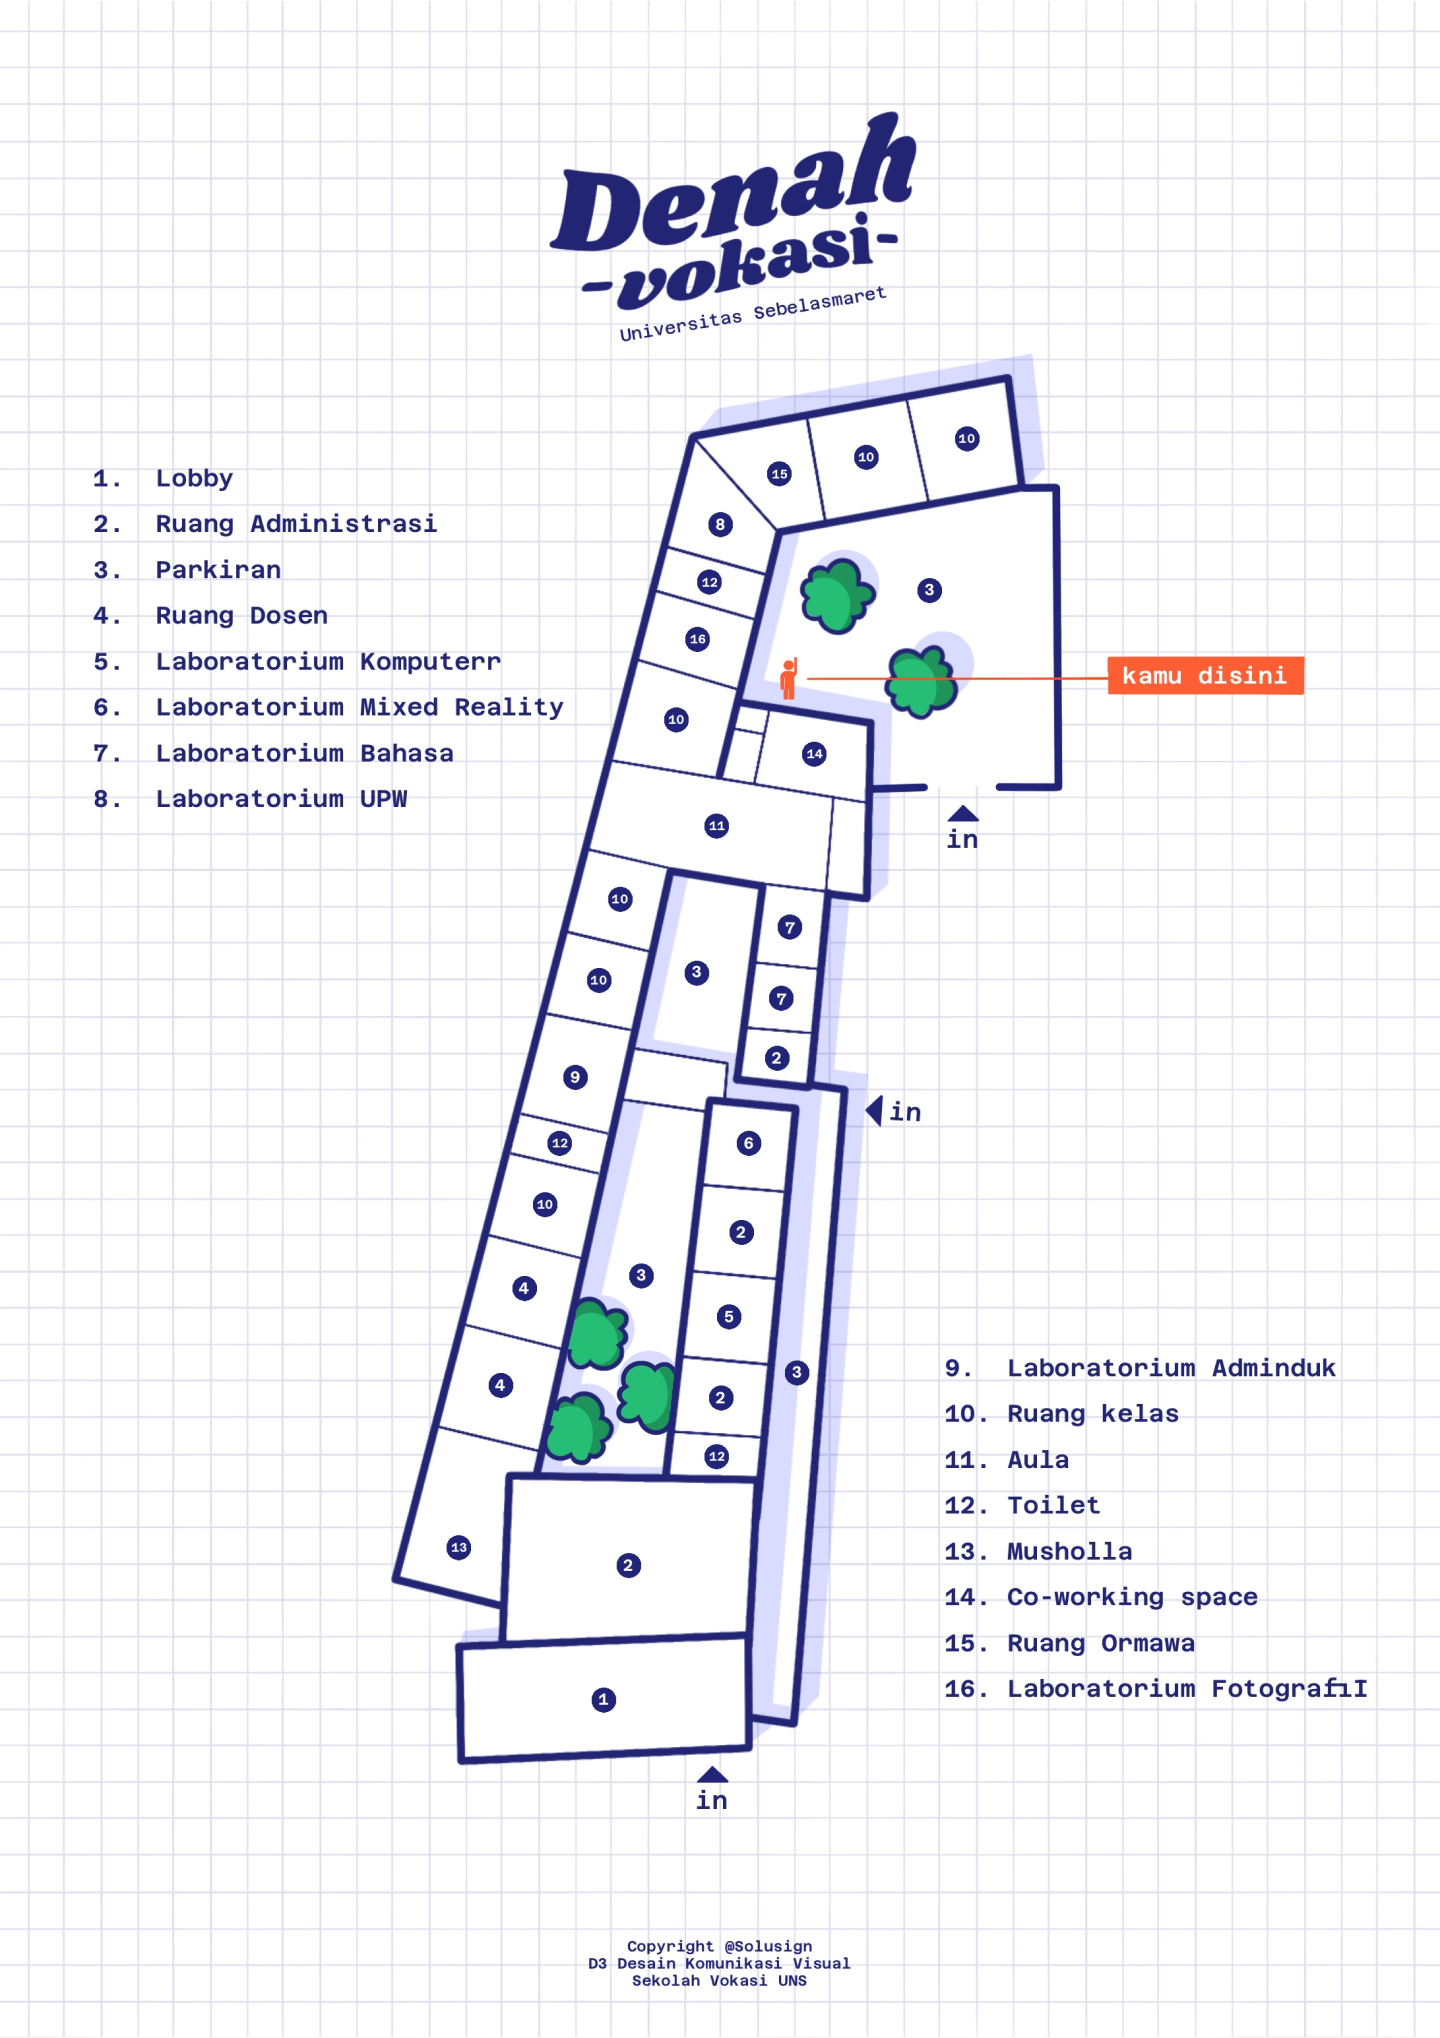 Denah
-vokasi-
Universitas Sebelasmaret
1. Lobby
2. Ruang Administrasi
3. Parkiran
4. Ruang Dosen
5. Laboratorium Komputerr
6. Laboratorium Mixed Reality
7. Laboratorium Bahasa
8. Laboratorium UPW
10
10
15
8
12
16
10
3
kamu disini
14
in
11
10
7
10
3
7
2
9
in
12
6
10
2
4
3
5
4
3
2
12
13
2
1
in
9. Laboratorium Adminduk
10. Ruang kelas
11. Aula
12. Toilet
13. Musholla
14. Co-working space
15. Ruang Ormawa
16. Laboratorium FotografıI
Copyright @Solusign
D3 Desain Komunikasi Visual
Sekolah Vokasi UNS